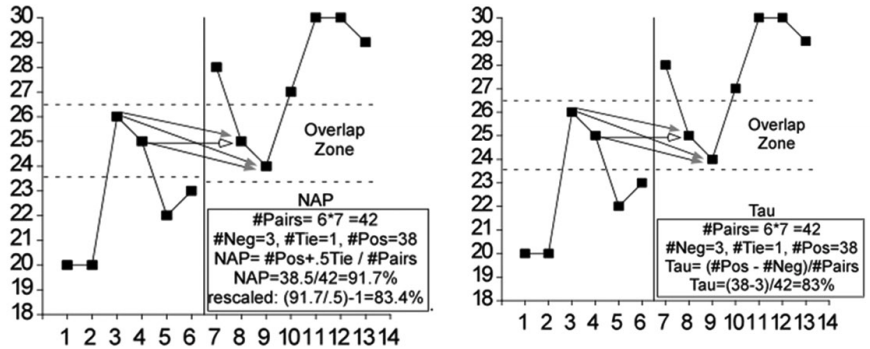 30
29
28
27
26
25
24
23
22
21
20
19
18
1 2 3 4 5 6 7 8 9 10 11 12 13 14
Overlap
Zone
NAP
#Pairs= 6*7 =42
#Neg=3, #Tie=1, #Pos=38
NAP= #Pos+.5Tie / #Pairs
NAP=38.5/42=91.7%
rescaled: (91.7/.5)-1=83.4%
30
29
28
27
26
25
24
23
22
21
20
19
18
1 2 3 4 5 6 7 8 9 10 11 12 13 14
Overlap
Zone
Tau
#Pairs= 6*7 =42
#Neg=3, #Tie=1, #Pos=38
Tau= (#Pos - #Neg)/#Pairs
Tau=(38-3)/42=83%